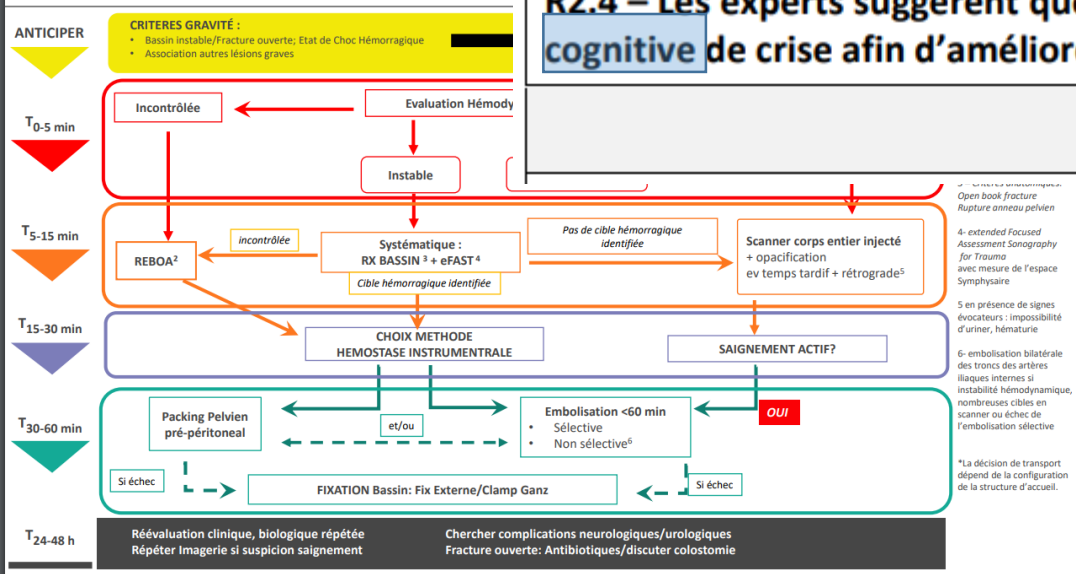 R2.4 – Les experts suggèrent que
cognitive de crise afin d'améliore
ANTICIPER
CRITERES GRAVITÉ :
• Bassin instable/Fracture ouverte; Etat de Choc Hémorragique
• Association autres lésions graves
T0-5 min
Incontrôlée
Evaluation Hémody
Instable
T5-15 min
REBOA2
incontrôlée
Systématique :
RX BASSIN 3 + eFAST 4
Cible hémorragique identifiée
Pas de cible hémorragique
identifiée
Scanner corps entier injecté
+ opacification
ev temps tardif + rétrograde5
T15-30 min
CHOIX METHODE
HEMOSTASE INSTRUMENTRALE
SAIGNEMENT ACTIF?
T30-60 min
Packing Pelvien
pré-péritoneal
et/ou
Embolisation <60 min
• Sélective
• Non sélective6
OUI
Si échec
FIXATION Bassin: Fix Externe/Clamp Ganz
Si échec
T24-48 h
Réévaluation clinique, biologique répétée
Répéter Imagerie si suspicion saignement
Chercher complications neurologiques/urologiques
Fracture ouverte: Antibiotiques/discuter colostomie
3 – Critères anatomiques:
Open book fracture
Rupture anneau pelvien
4- extended Focused
Assessment Sonography
for Trauma
avec mesure de l'espace
Symphysaire
5 en présence de signes
évocateurs : impossibilité
d'uriner, hématurie
6- embolisation bilatérale
des troncs des artères
iliaques internes si
instabilité hémodynamique,
nombreuses cibles en
scanner ou échec de
l'embolisation sélective
*La décision de transport
dépend de la configuration
de la structure d'accueil.